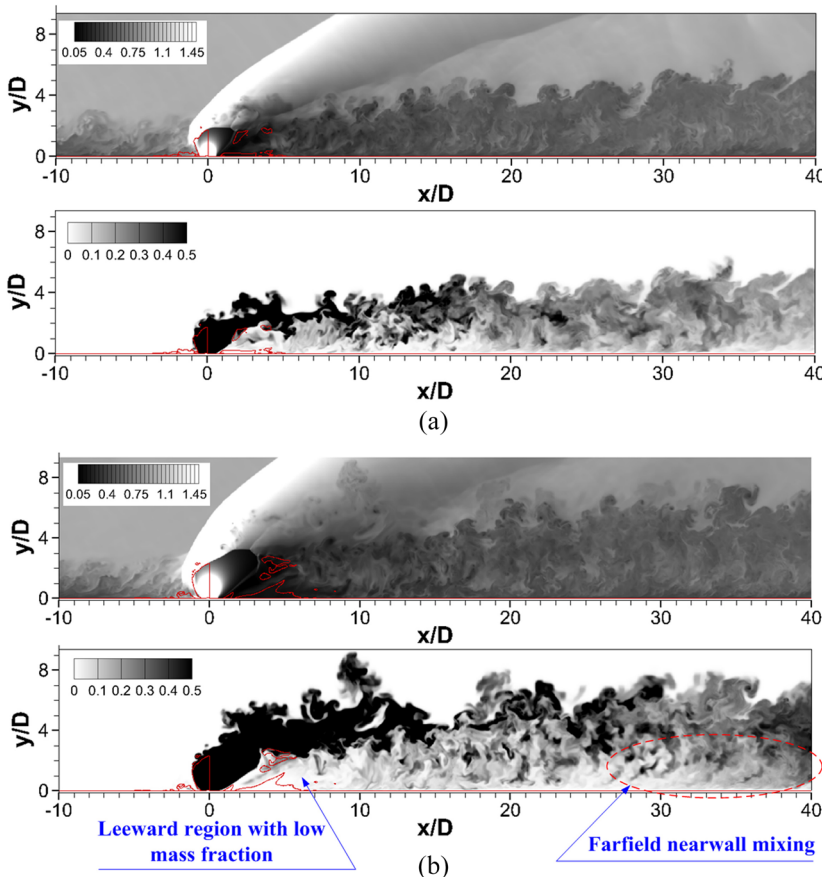 y/D
8
4
0
0.05 0.4 0.75 1.1 1.45
-10 0 10 20 30 40
x/D
y/D
8
4
0
0 0.1 0.2 0.3 0.4 0.5
-10 0 10 20 30 40
x/D
(a)
y/D
8
4
0
0.05 0.4 0.75 1.1 1.45
-10 0 10 20 30 40
x/D
y/D
8
4
0
0 0.1 0.2 0.3 0.4 0.5
-10 0 10 20 30 40
x/D
Leeward region with low
mass fraction
Farfield nearwall mixing
(b)